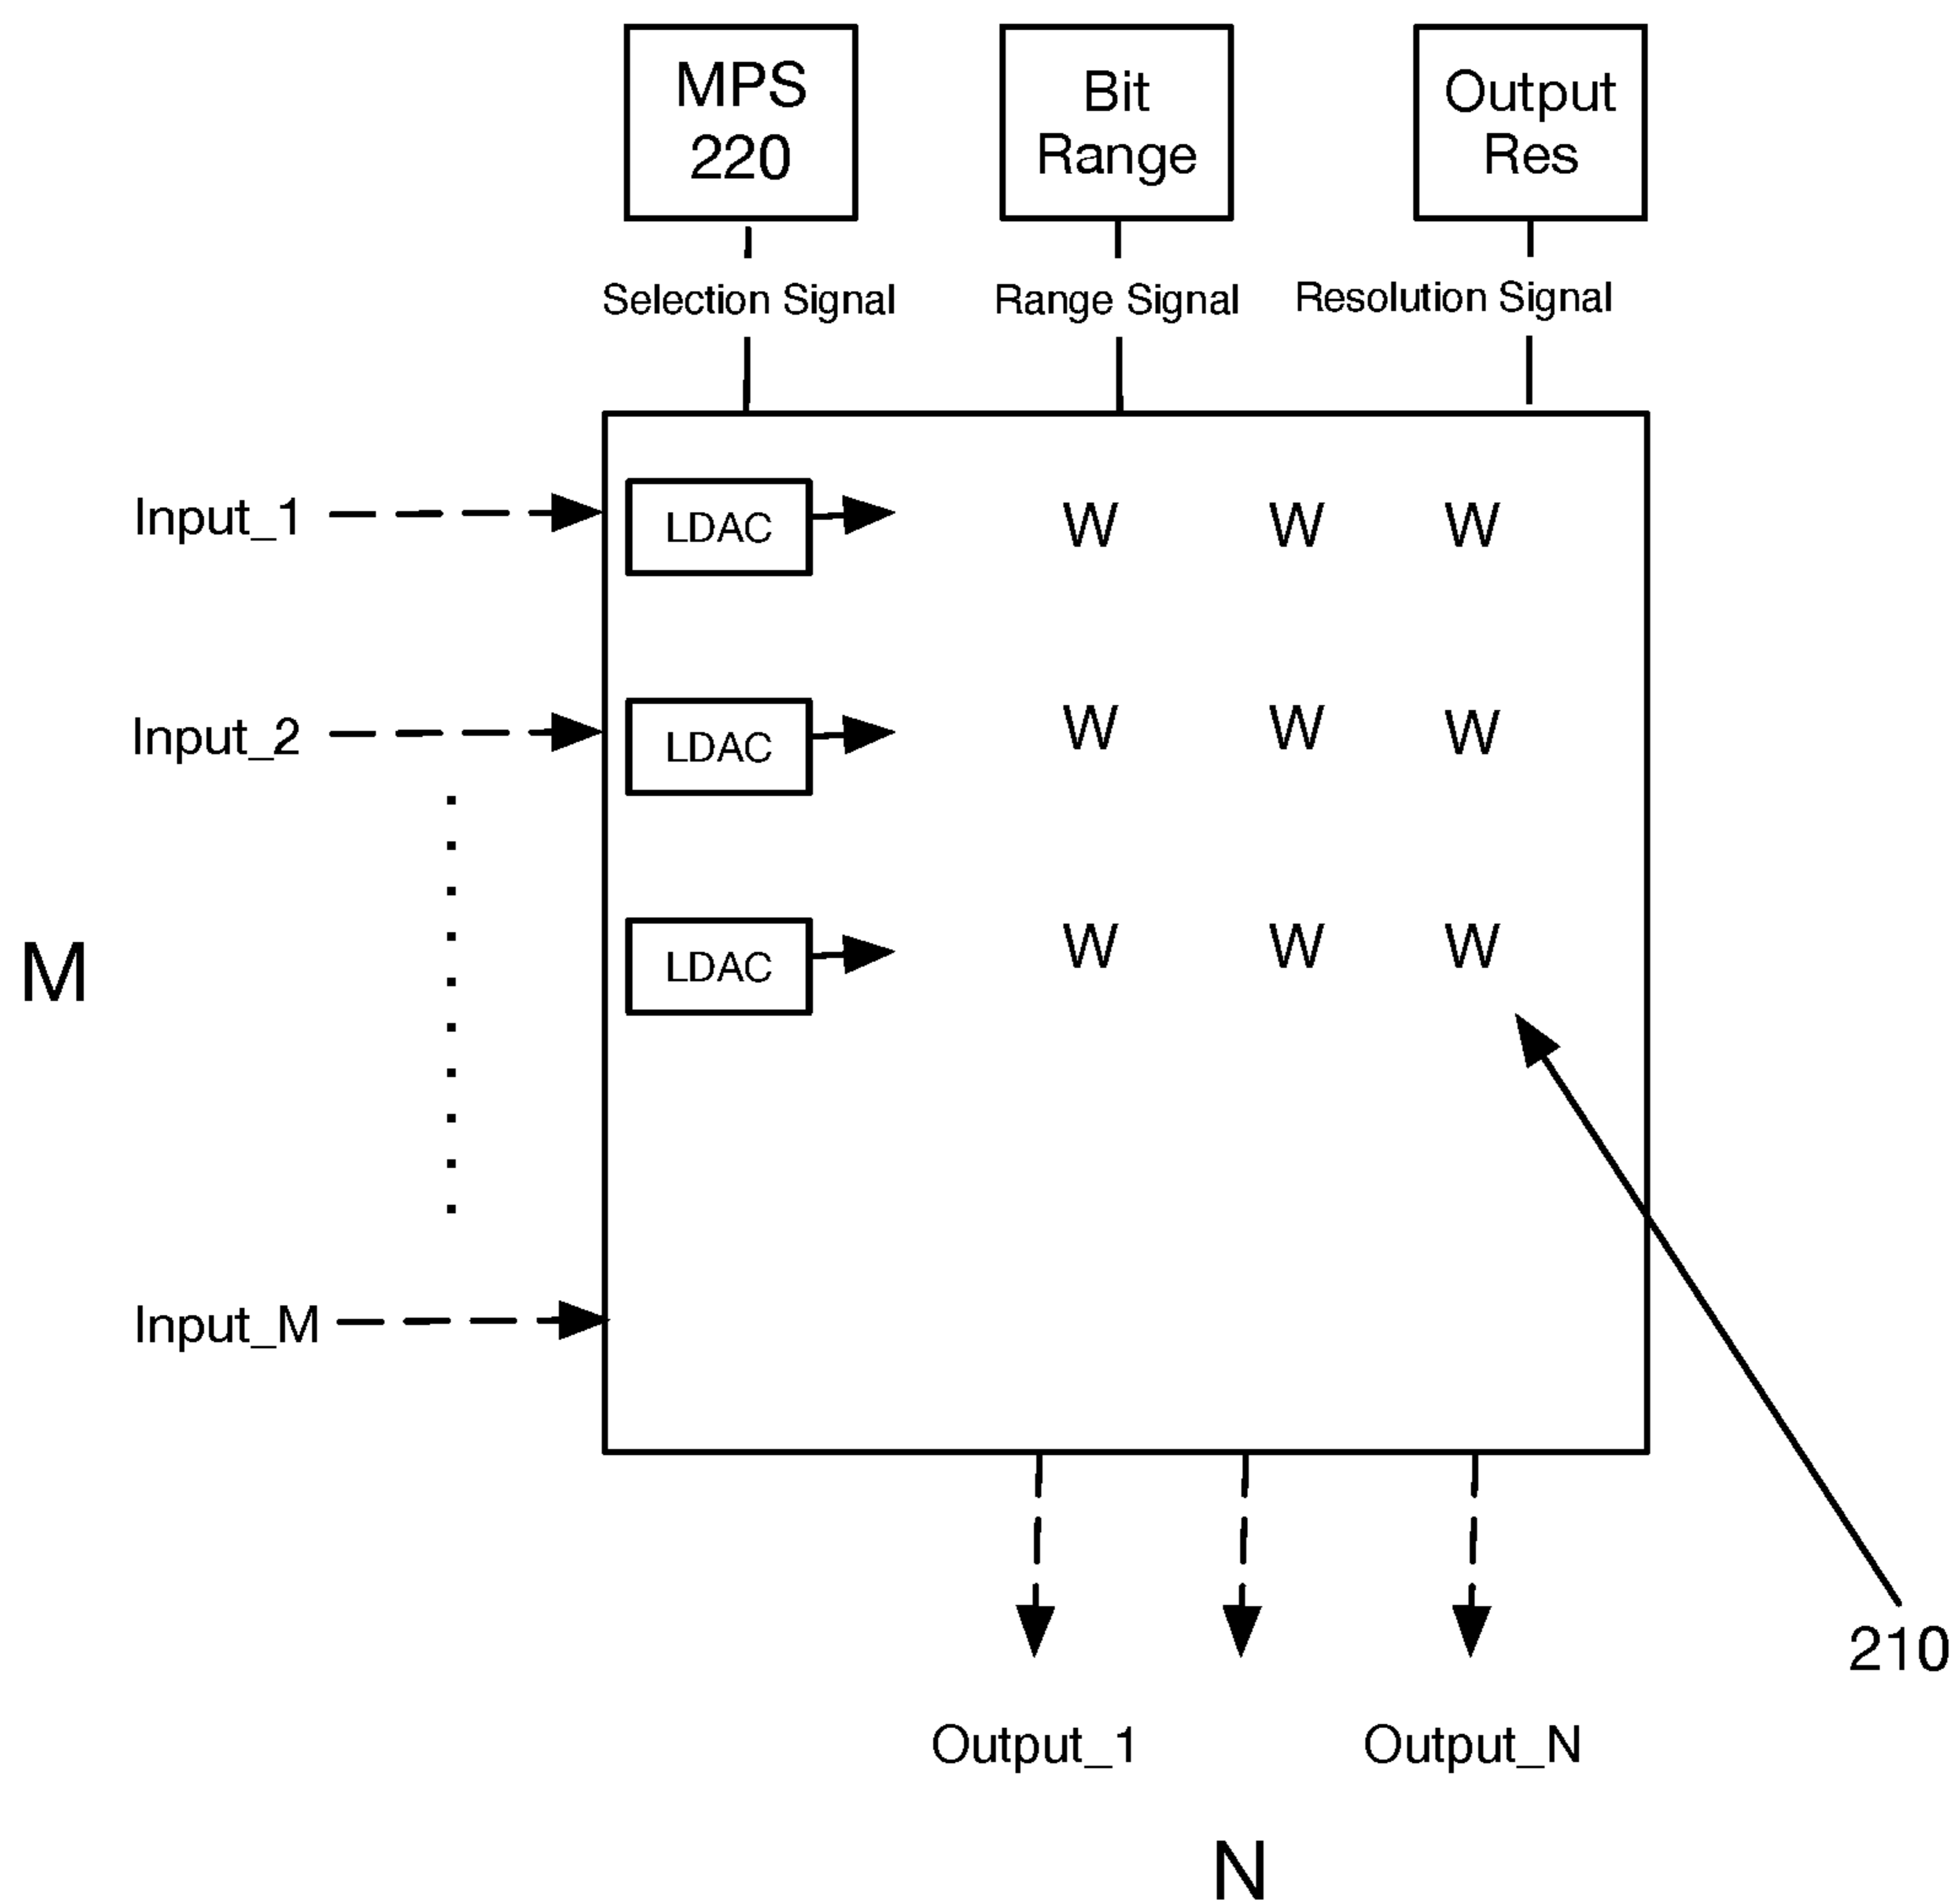 MPS
220
Bit
Range
Output
Res
Selection Signal
Range Signal
Resolution Signal
Input_1
LDAC
W W W
Input_2
LDAC
W W W
M
LDAC
W W W
Input_M
210
Output_1
Output_N
N